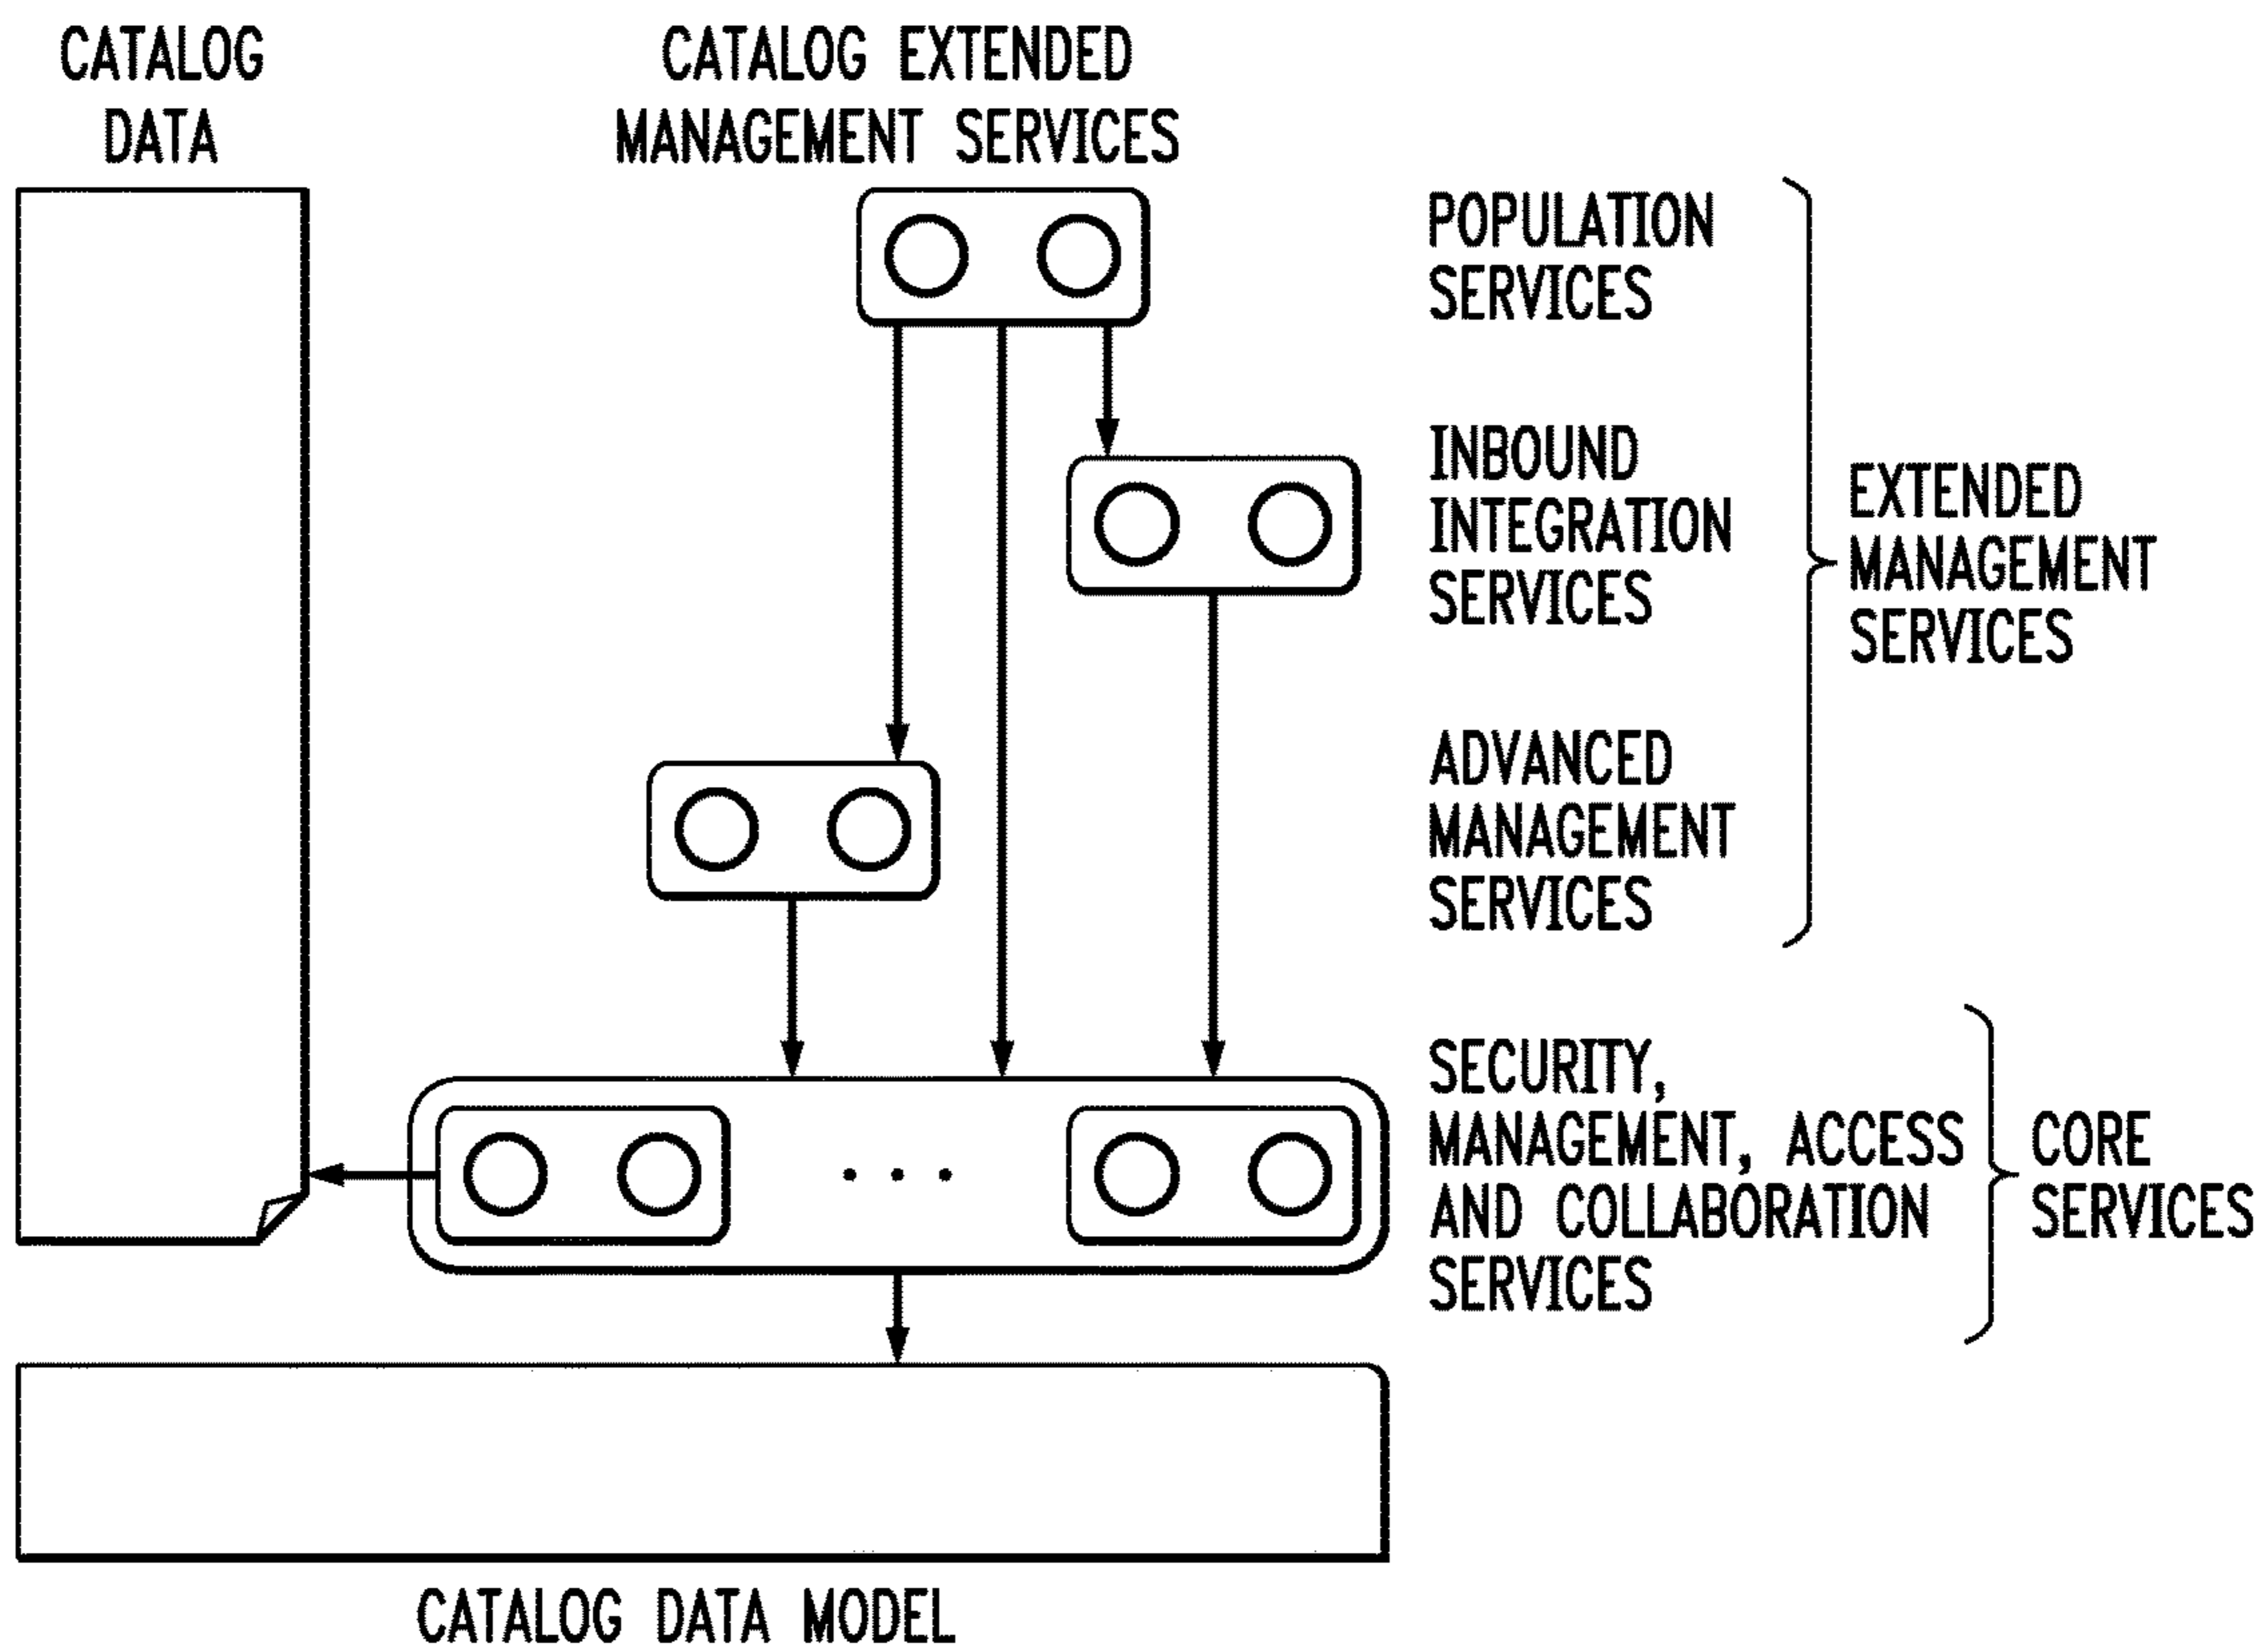 CATALOG
DATA
CATALOG EXTENDED
MANAGEMENT SERVICES
POPULATION
SERVICES
INBOUND
INTEGRATION
SERVICES
EXTENDED
MANAGEMENT
SERVICES
ADVANCED
MANAGEMENT
SERVICES
SECURITY,
MANAGEMENT, ACCESS
AND COLLABORATION
SERVICES
CORE
SERVICES
CATALOG DATA MODEL